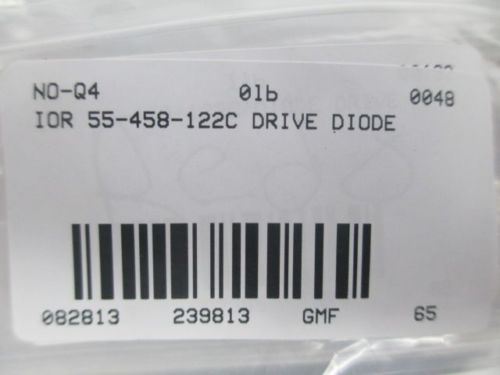 NO-Q4 01b 0048
IOR 55-458-122C DRIVE DIODE
082813 239813 GMF 65